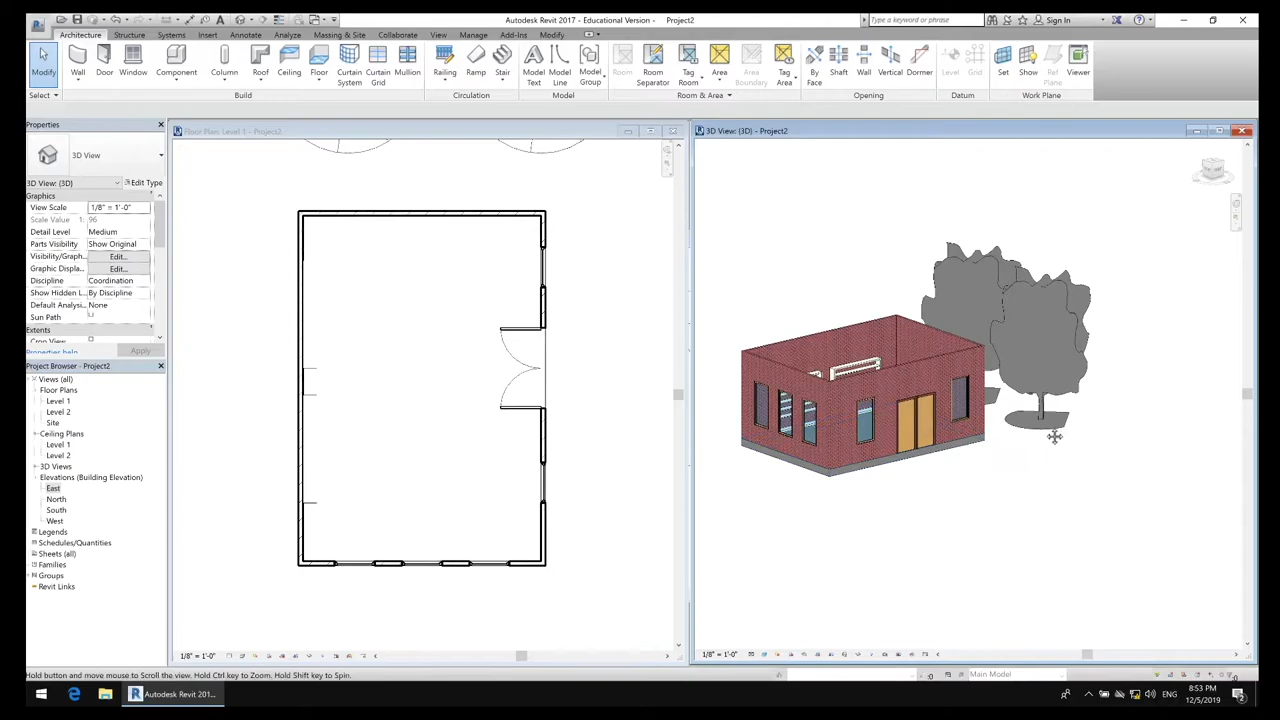 Autodesk Revit 2017 - Educational Version - Project2
Type a keyword or phrase
Sign In
Architecture Structure Systems Insert Annotate Analyze Massing & Site Collaborate View Manage Add-Ins Modify
Modify Wall Door Window Component Column Roof Ceiling Floor Curtain System Curtain Grid Mullion Railing Ramp Stair Model Text Model Line Model Group Room Room Separator Tag Room Area Area Boundary Tag Area By Face Shaft Wall Vertical Dormer Level Grid Set Show Ref Plane Viewer
Select Build Circulation Model Room & Area Opening Datum Work Plane
Properties
3D View
3D View: (3D) Edit Type
Graphics
View Scale 1/8" = 1'-0"
Scale Value 1: 96
Detail Level Medium
Parts Visibility Show Original
Visibility/Graph... Edit...
Graphic Displa... Edit...
Discipline Coordination
Show Hidden L... By Discipline
Default Analysi... None
Sun Path
Extents
Crop View
Properties help Apply
Project Browser - Project2
Views (all)
Floor Plans
Level 1
Level 2
Site
Ceiling Plans
Level 1
Level 2
3D Views
Elevations (Building Elevation)
East
North
South
West
Legends
Schedules/Quantities
Sheets (all)
Families
Groups
Revit Links
Floor Plan: Level 1 - Project2
3D View: (3D) - Project2
1/8" = 1'-0"
1/8" = 1'-0"
Hold button and move mouse to Scroll the view. Hold Ctrl key to Zoom. Hold Shift key to Spin.
:0
Main Model
:0
Autodesk Revit 201...
ENG
8:53 PM
12/5/2019
2